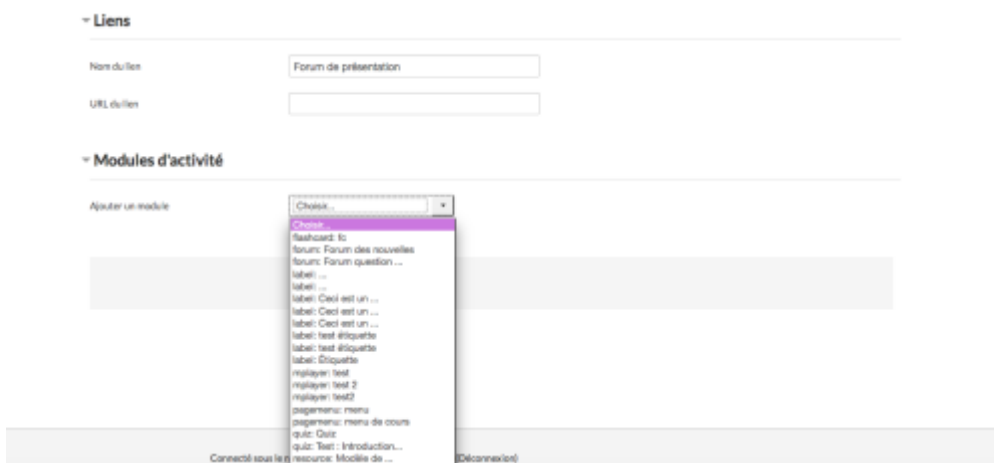 Liens
Nom du lien
Forum de présentation
URL du lien
Modules d'activité
Ajouter un module
Choisir...
Choisir...
flashcard: fc
forum: Forum des nouvelles
forum: Forum question ...
label: ...
label: ...
label: Ceci est un ...
label: Ceci est un ...
label: Ceci est un ...
label: test étiquette
label: test étiquette
label: Étiquette
mplayer: test
mplayer: test 2
mplayer: test2
pagemenu: menu
pagemenu: menu de cours
quiz: Quiz
quiz: Test : Introduction...
resource: Modèle de ...
Connecté sous le n
(Déconnexion)